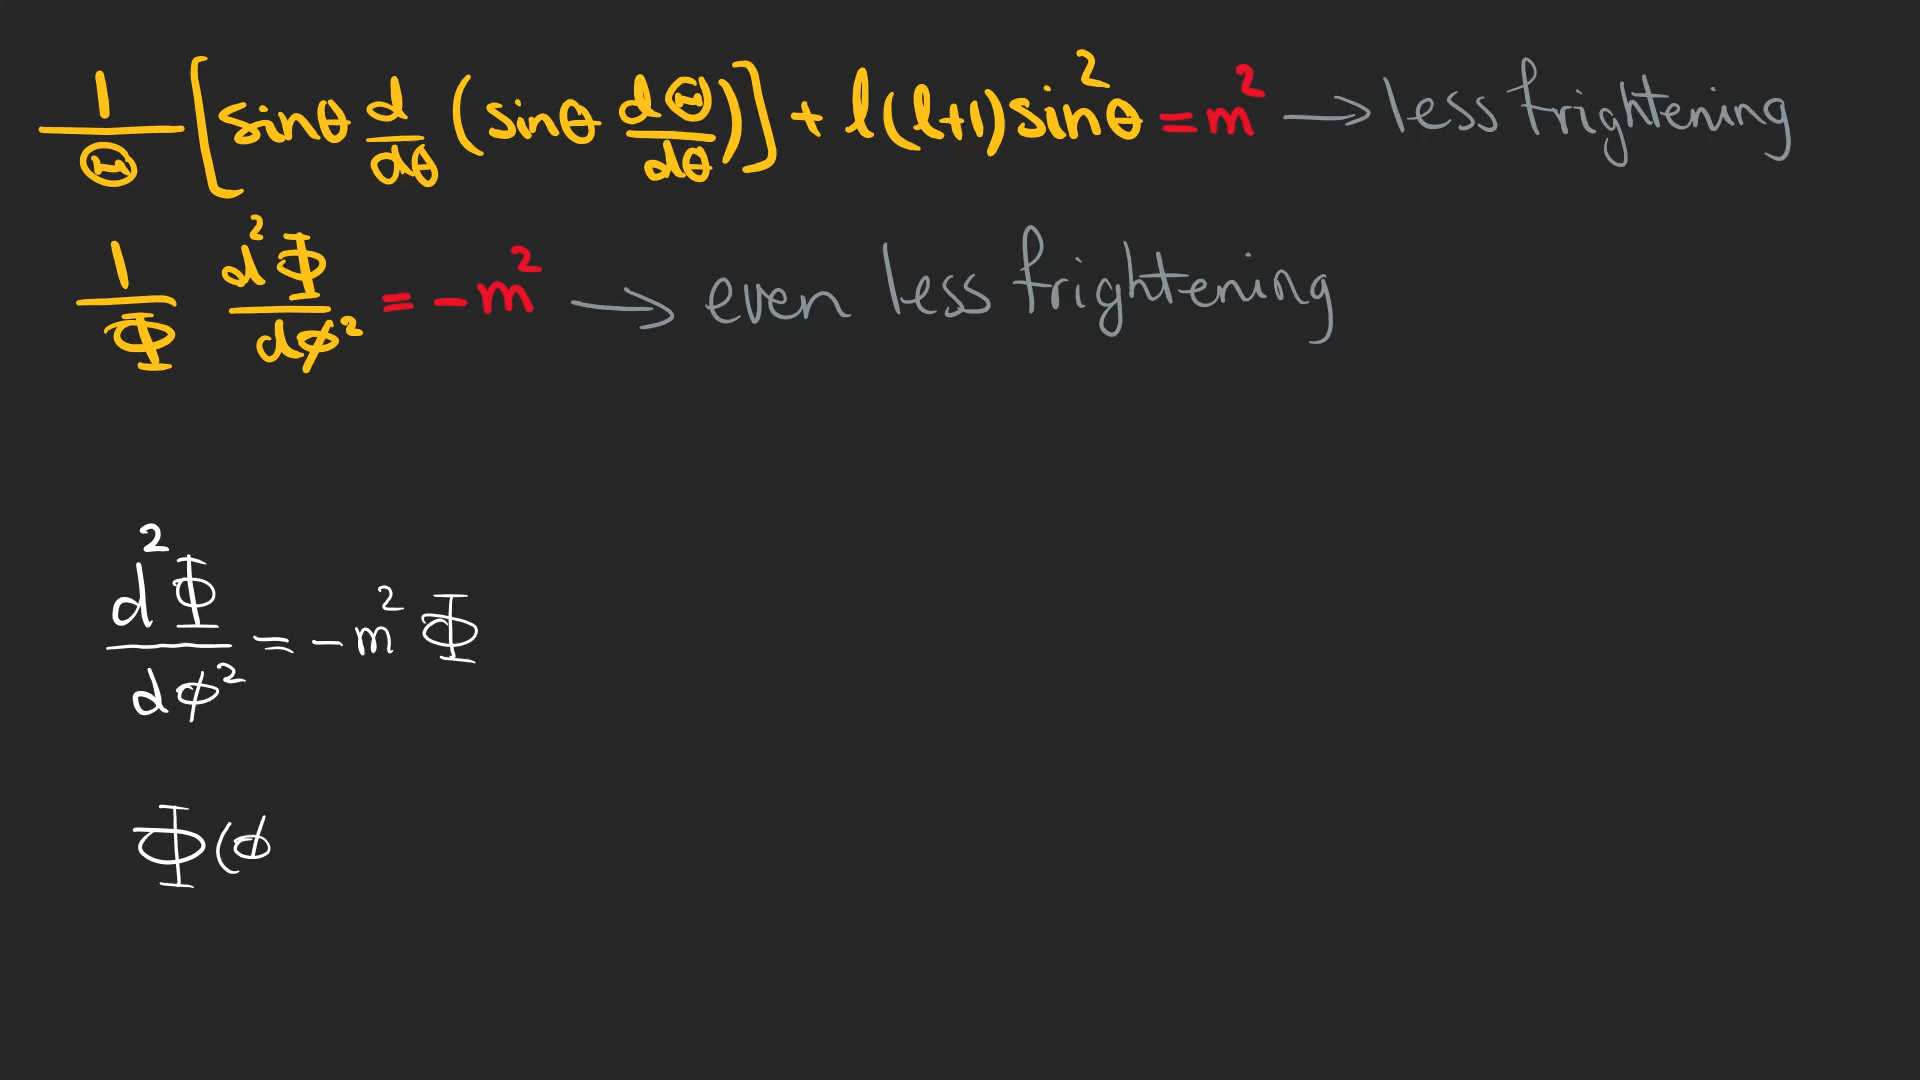 1/Θ [sinθ d/dθ (sinθ dΘ/dθ)] + l(l+1)sin²θ = m² → less frightening
1/Φ d²Φ/dϕ² = -m² → even less frightening
d²Φ/dϕ² = -m² Φ
Φ(ϕ